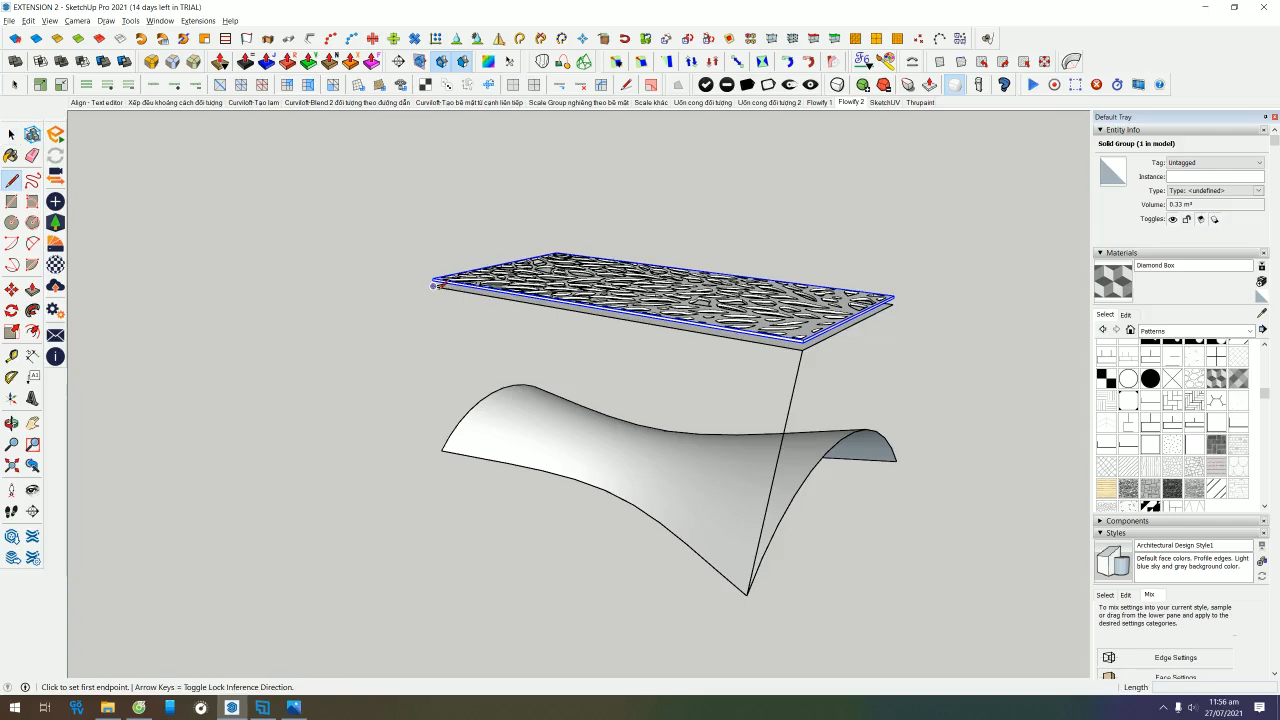 EXTENSION 2 - SketchUp Pro 2021 (14 days left in TRIAL)
File Edit View Camera Draw Tools Window Extensions Help
Align - Text editor
Xếp đều khoảng cách đối tượng
Curviloft-Tạo lam
Curviloft-Blend 2 đối tượng theo đường dẫn
Curviloft-Tạo bề mặt từ cạnh liên tiếp
Scale Group nghiêng theo bề mặt
Scale khác
Uốn cong đối tượng
Uốn cong đối tượng 2
Flowify 1
Flowify 2
SketchUV
Thrupaint
Default Tray
Entity Info
Solid Group (1 in model)
Tag: Untagged
Instance:
Type: Type: <undefined>
Volume: 0.33 m³
Toggles:
Materials
Diamond Box
Select Edit
Patterns
Components
Styles
Architectural Design Style1
Default face colors. Profile edges. Light
blue sky and gray background color.
Select Edit Mix
To mix settings into your current style, sample
or drag from the lower pane and apply to the
desired settings categories.
Edge Settings
Face Settings
Click to set first endpoint. | Arrow Keys = Toggle Lock Inference Direction.
Length
11:56 am
27/07/2021